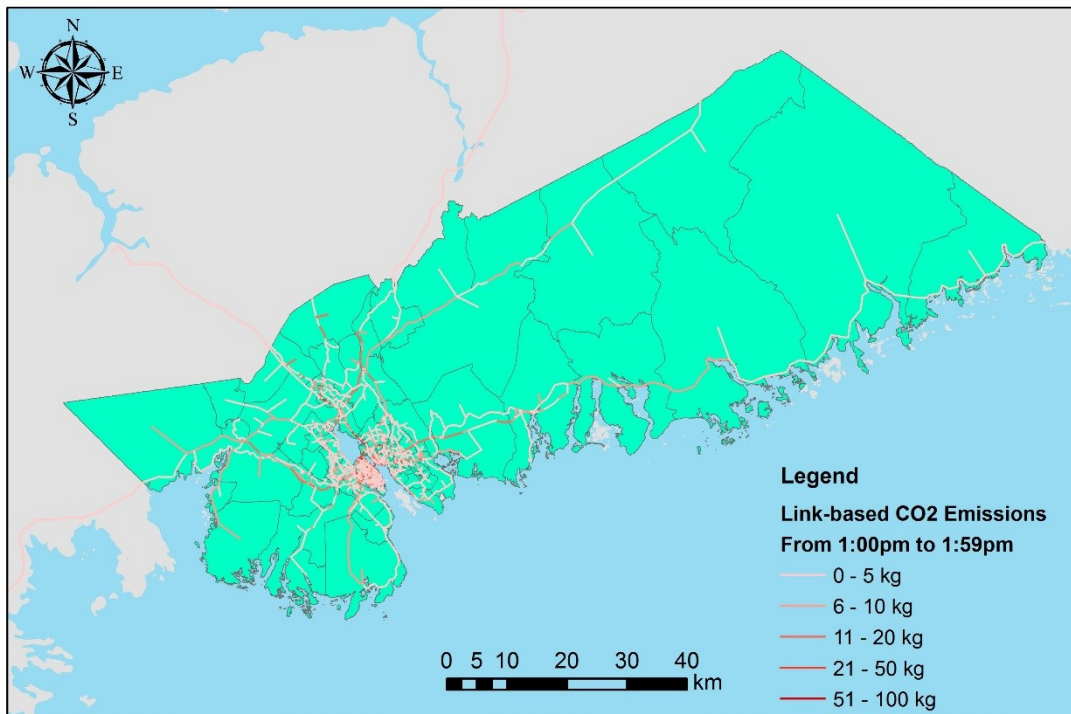 N
W E
S
Legend
Link-based CO2 Emissions
From 1:00pm to 1:59pm
0 - 5 kg
6 - 10 kg
11 - 20 kg
21 - 50 kg
51 - 100 kg
0 5 10 20 30 40
km